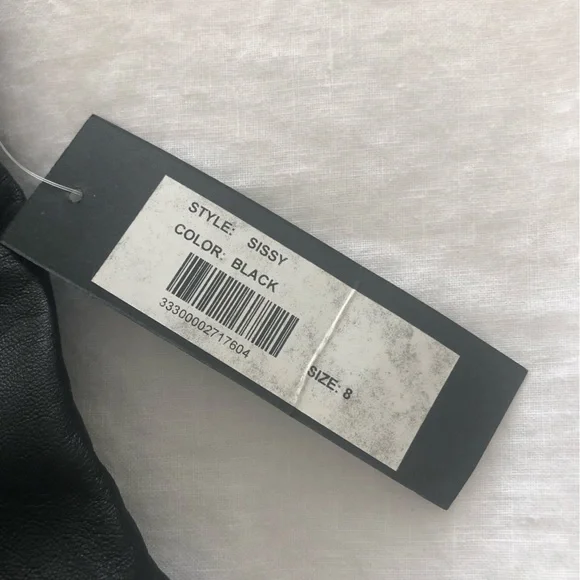 STYLE: SISSY
COLOR: BLACK
33300002717604
SIZE: 8